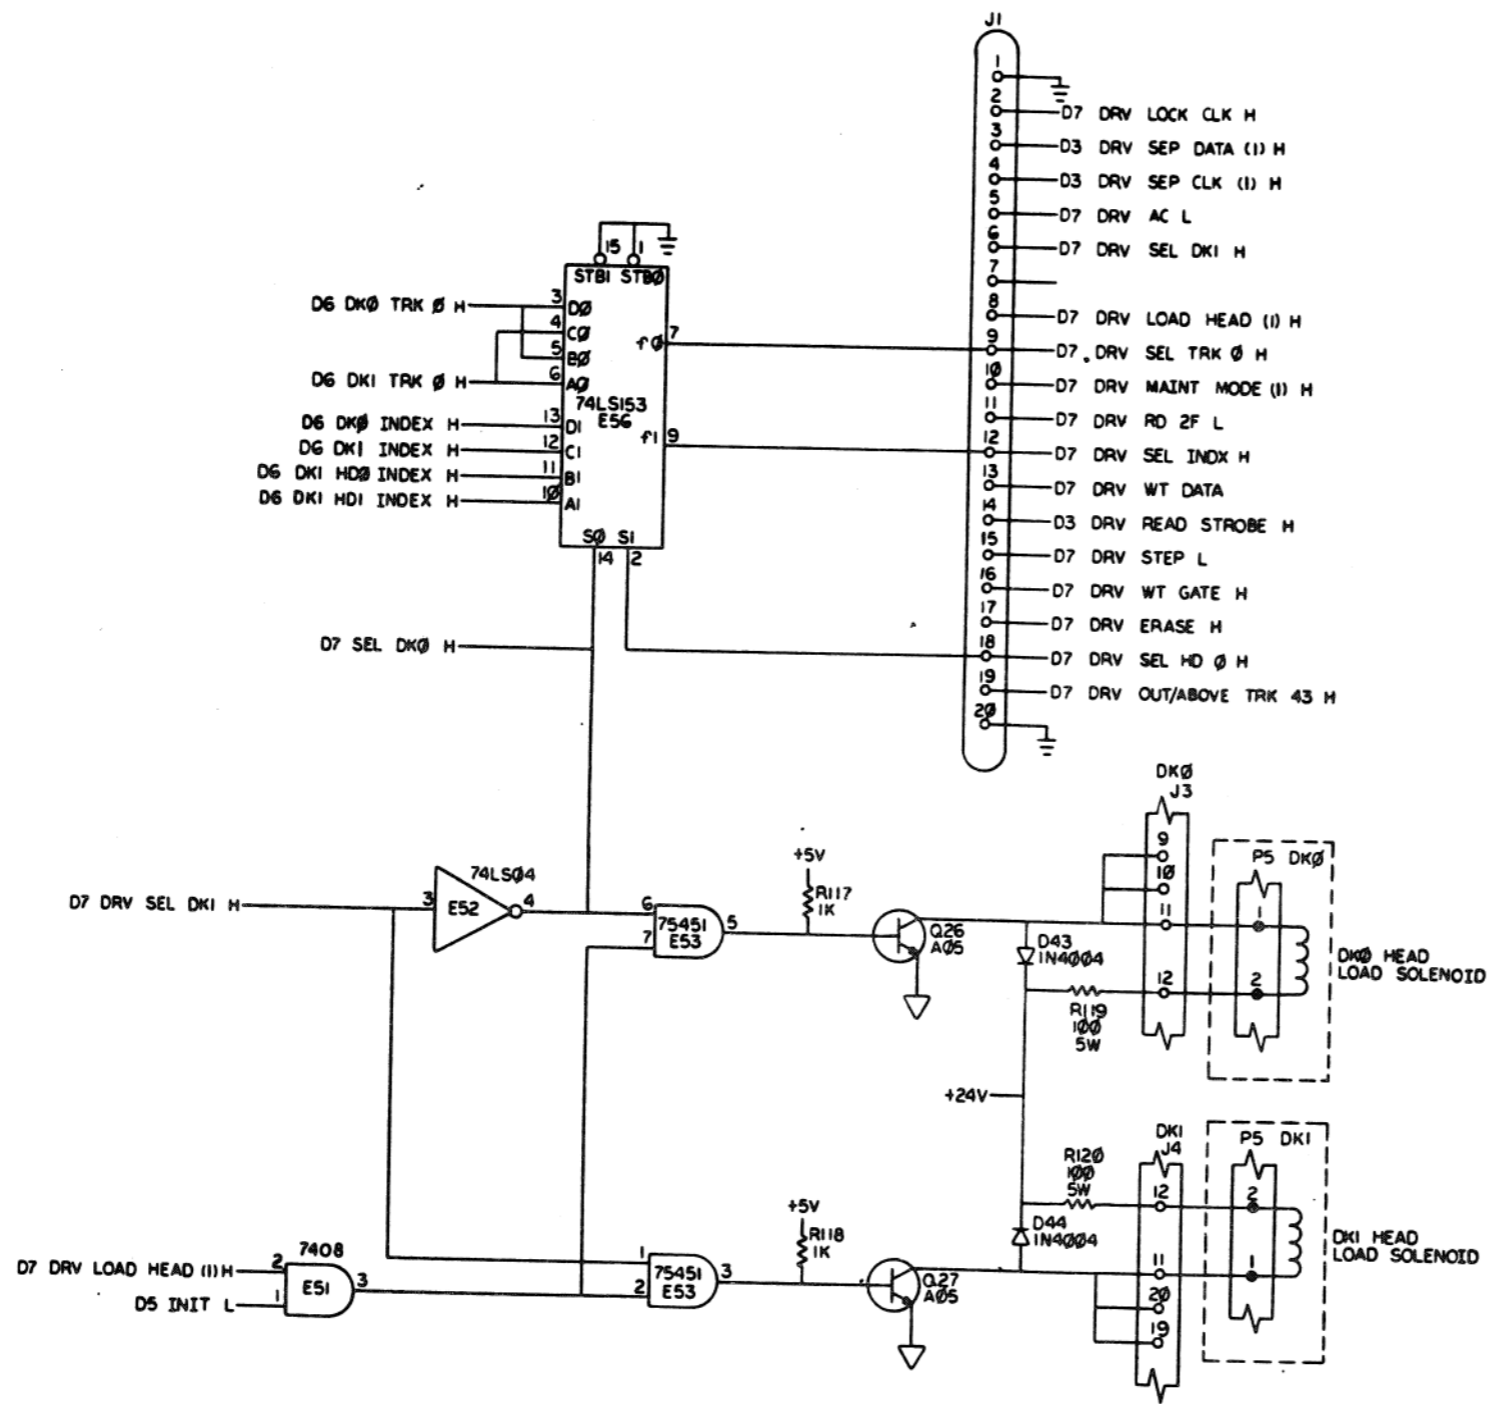 J1
1
2
D7 DRV LOCK CLK H
3
D3 DRV SEP DATA (1) H
4
D3 DRV SEP CLK (1) H
5
D7 DRV AC L
6
D7 DRV SEL DK1 H
7
8
D7 DRV LOAD HEAD (1) H
9
D7 DRV SEL TRK Ø H
1Ø
D7 DRV MAINT MODE (1) H
11
D7 DRV RD 2F L
12
D7 DRV SEL INDX H
13
D7 DRV WT DATA
14
D3 DRV READ STROBE H
15
D7 DRV STEP L
16
D7 DRV WT GATE H
17
D7 DRV ERASE H
18
D7 DRV SEL HD Ø H
19
D7 DRV OUT/ABOVE TRK 43 H
2Ø
15 1
STB1 STBØ
D6 DKØ TRK Ø H
3 DØ
4 CØ
5 BØ
D6 DK1 TRK Ø H
6 AØ
fØ 7
74LS153
E56
D6 DKØ INDEX H
13 D1
D6 DK1 INDEX H
12 C1
D6 DK1 HDØ INDEX H
11 B1
D6 DK1 HD1 INDEX H
1Ø A1
f1 9
SØ S1
14 2
D7 SEL DKØ H
D7 DRV SEL DK1 H
3
74LSØ4
E52
4
6
7
75451
E53
5
+5V
R117
1K
Q26
AØ5
D43
1N4ØØ4
R119
1ØØ
5W
DKØ
J3
9
1Ø
11
12
P5 DKØ
1
2
DKØ HEAD
LOAD SOLENOID
+24V
R12Ø
1ØØ
5W
D44
1N4ØØ4
DK1
J4
12
11
2Ø
19
P5 DK1
2
1
DK1 HEAD
LOAD SOLENOID
D7 DRV LOAD HEAD (1) H
2
D5 INIT L
1
7408
E51
3
1
2
75451
E53
3
+5V
R118
1K
Q27
AØ5